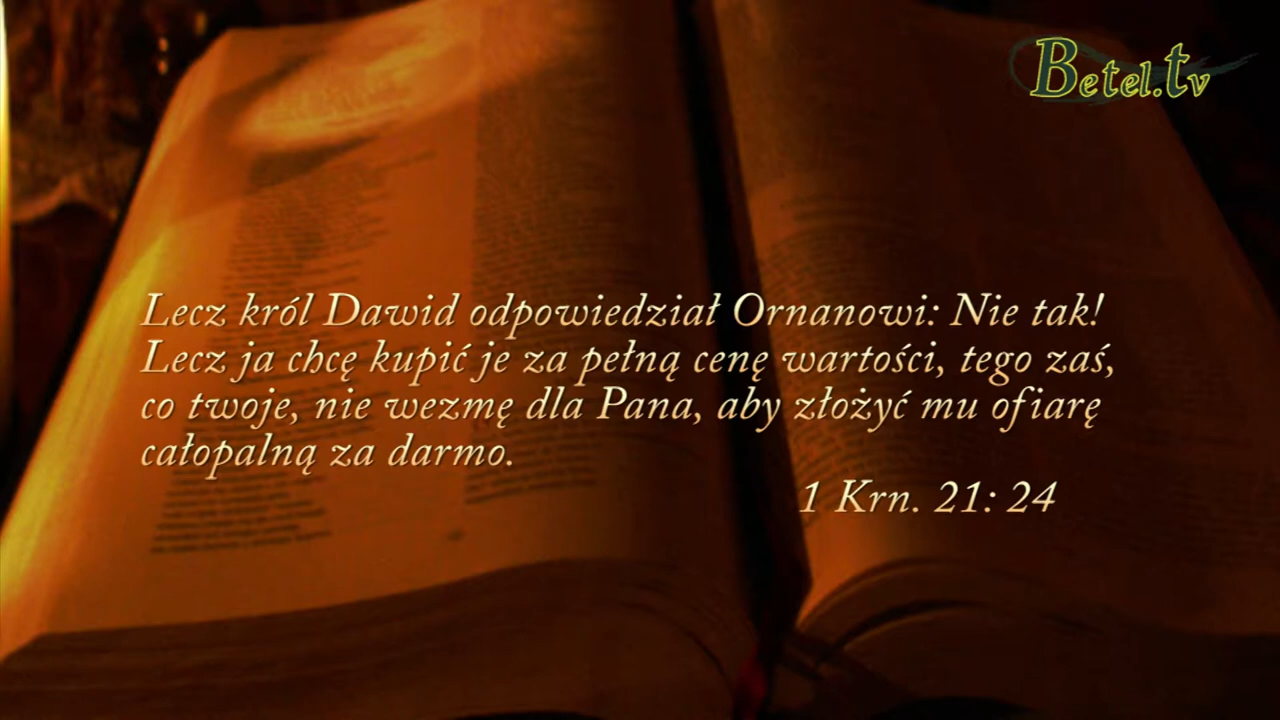 Betel.tv
Lecz król Dawid odpowiedział Ornanowi: Nie tak!
Lecz ja chcę kupić je za pełną cenę wartości, tego zaś,
co twoje, nie wezmę dla Pana, aby złożyć mu ofiarę
całopalną za darmo.
1 Krn. 21: 24